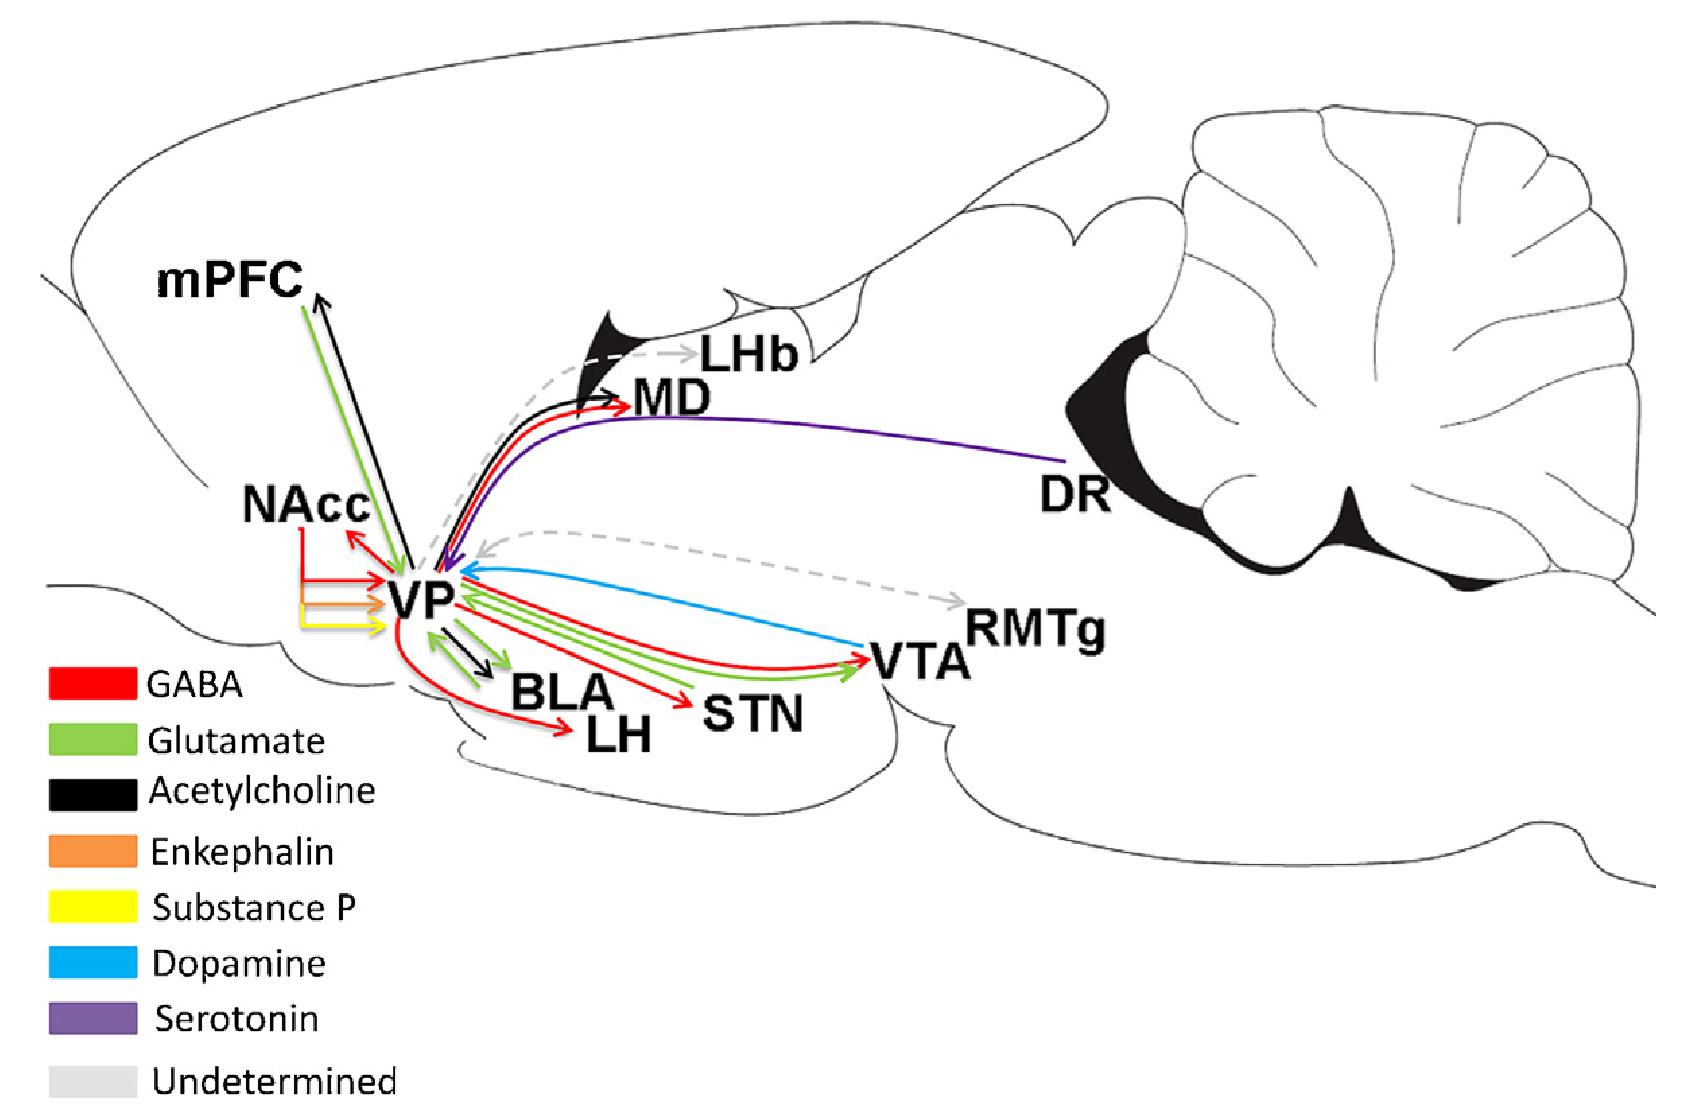 mPFC
LHb
MD
NAcc
DR
VP
RMTg
VTA
BLA
STN
LH
GABA
Glutamate
Acetylcholine
Enkephalin
Substance P
Dopamine
Serotonin
Undetermined